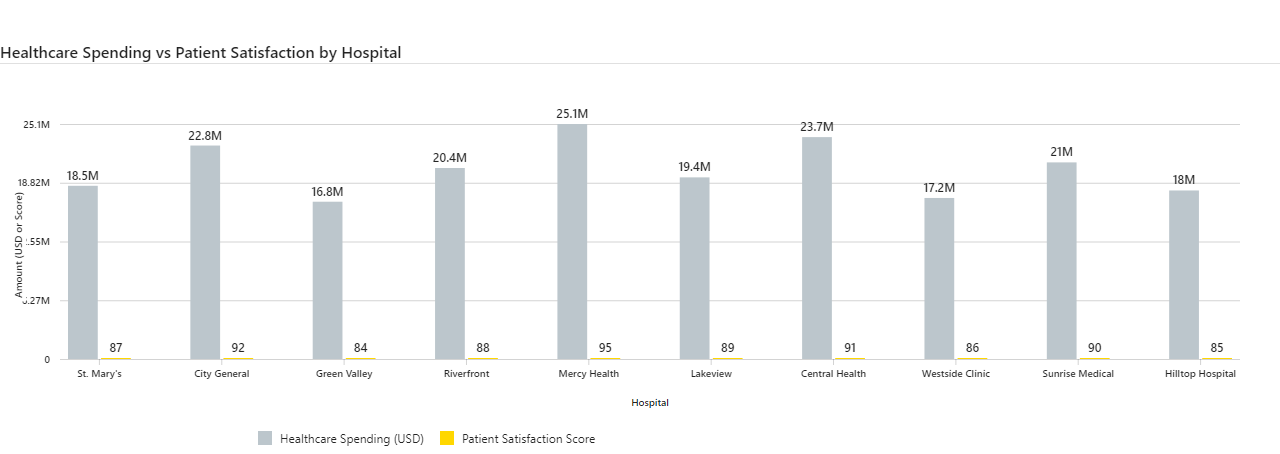 Healthcare Spending vs Patient Satisfaction by Hospital
25.1M
18.82M
.55M
.27M
0
Amount (USD or Score)
18.5M
22.8M
16.8M
20.4M
25.1M
19.4M
23.7M
17.2M
21M
18M
87
92
84
88
95
89
91
86
90
85
St. Mary's
City General
Green Valley
Riverfront
Mercy Health
Lakeview
Central Health
Westside Clinic
Sunrise Medical
Hilltop Hospital
Hospital
Healthcare Spending (USD)
Patient Satisfaction Score